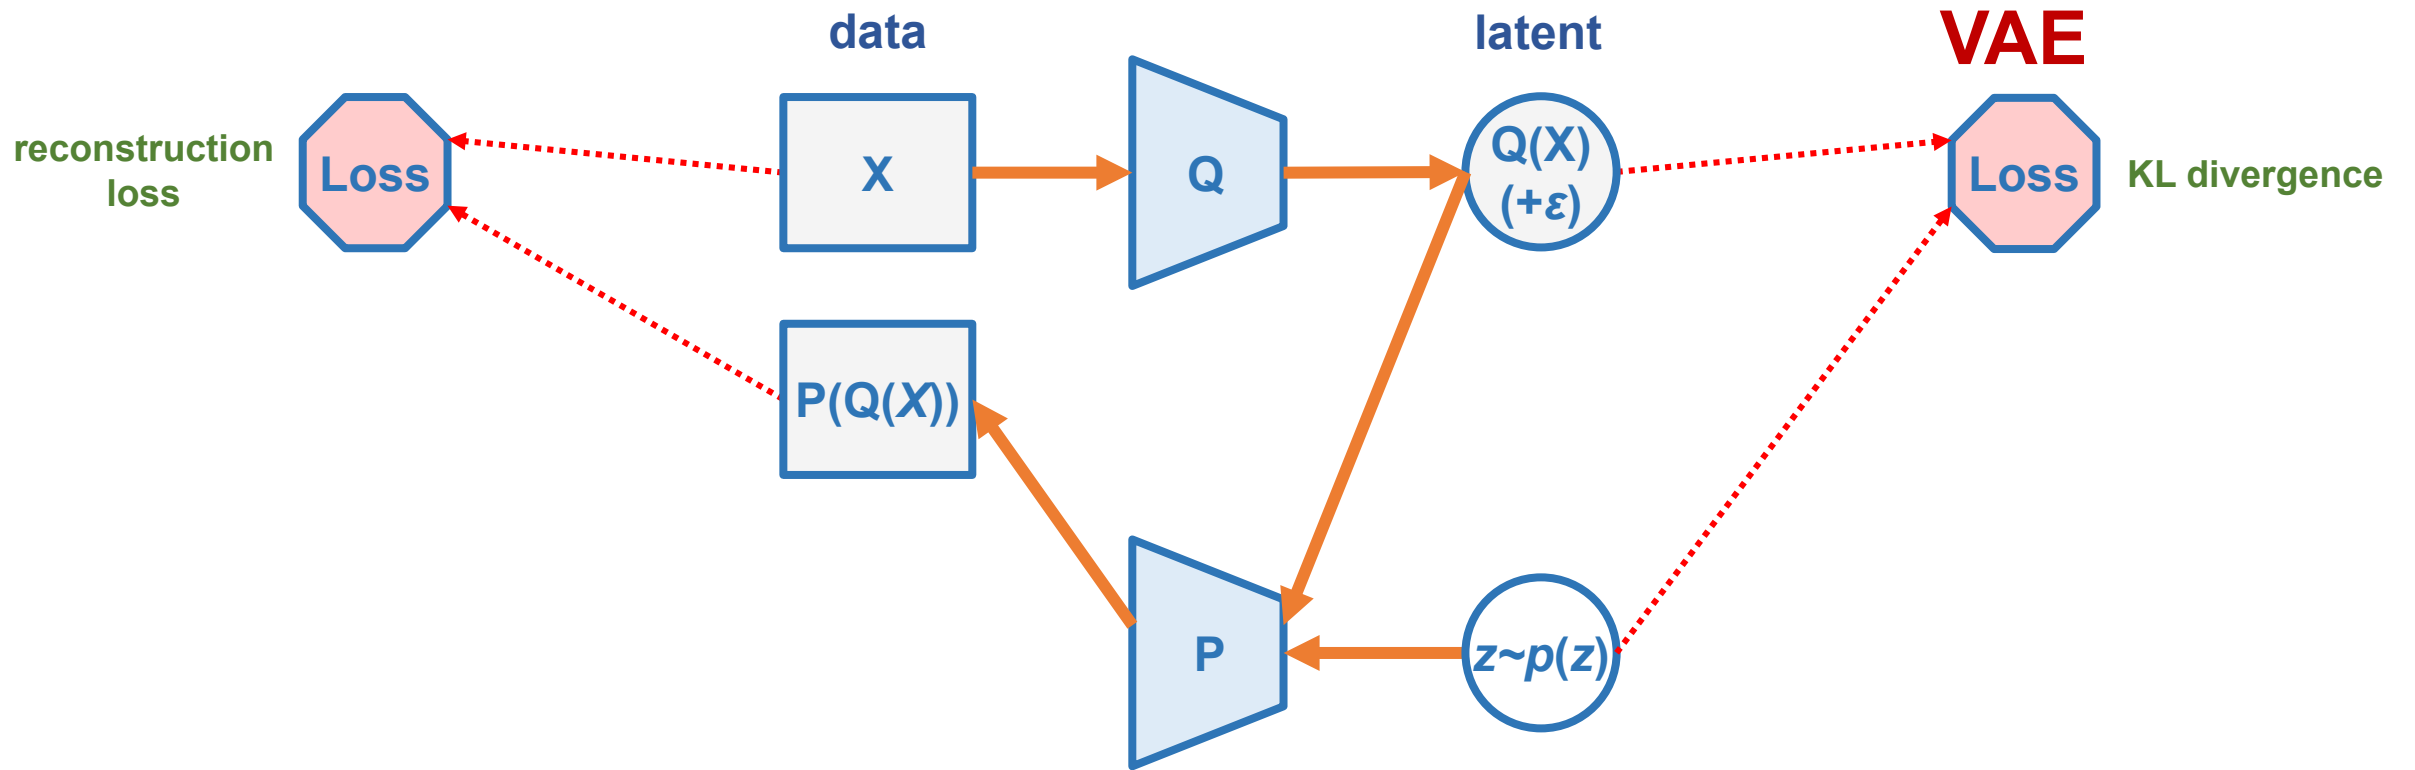 data
latent
VAE
reconstruction
loss
Loss
X
Q
Q(X)
(+ε)
Loss
KL divergence
P(Q(X))
P
z~p(z)